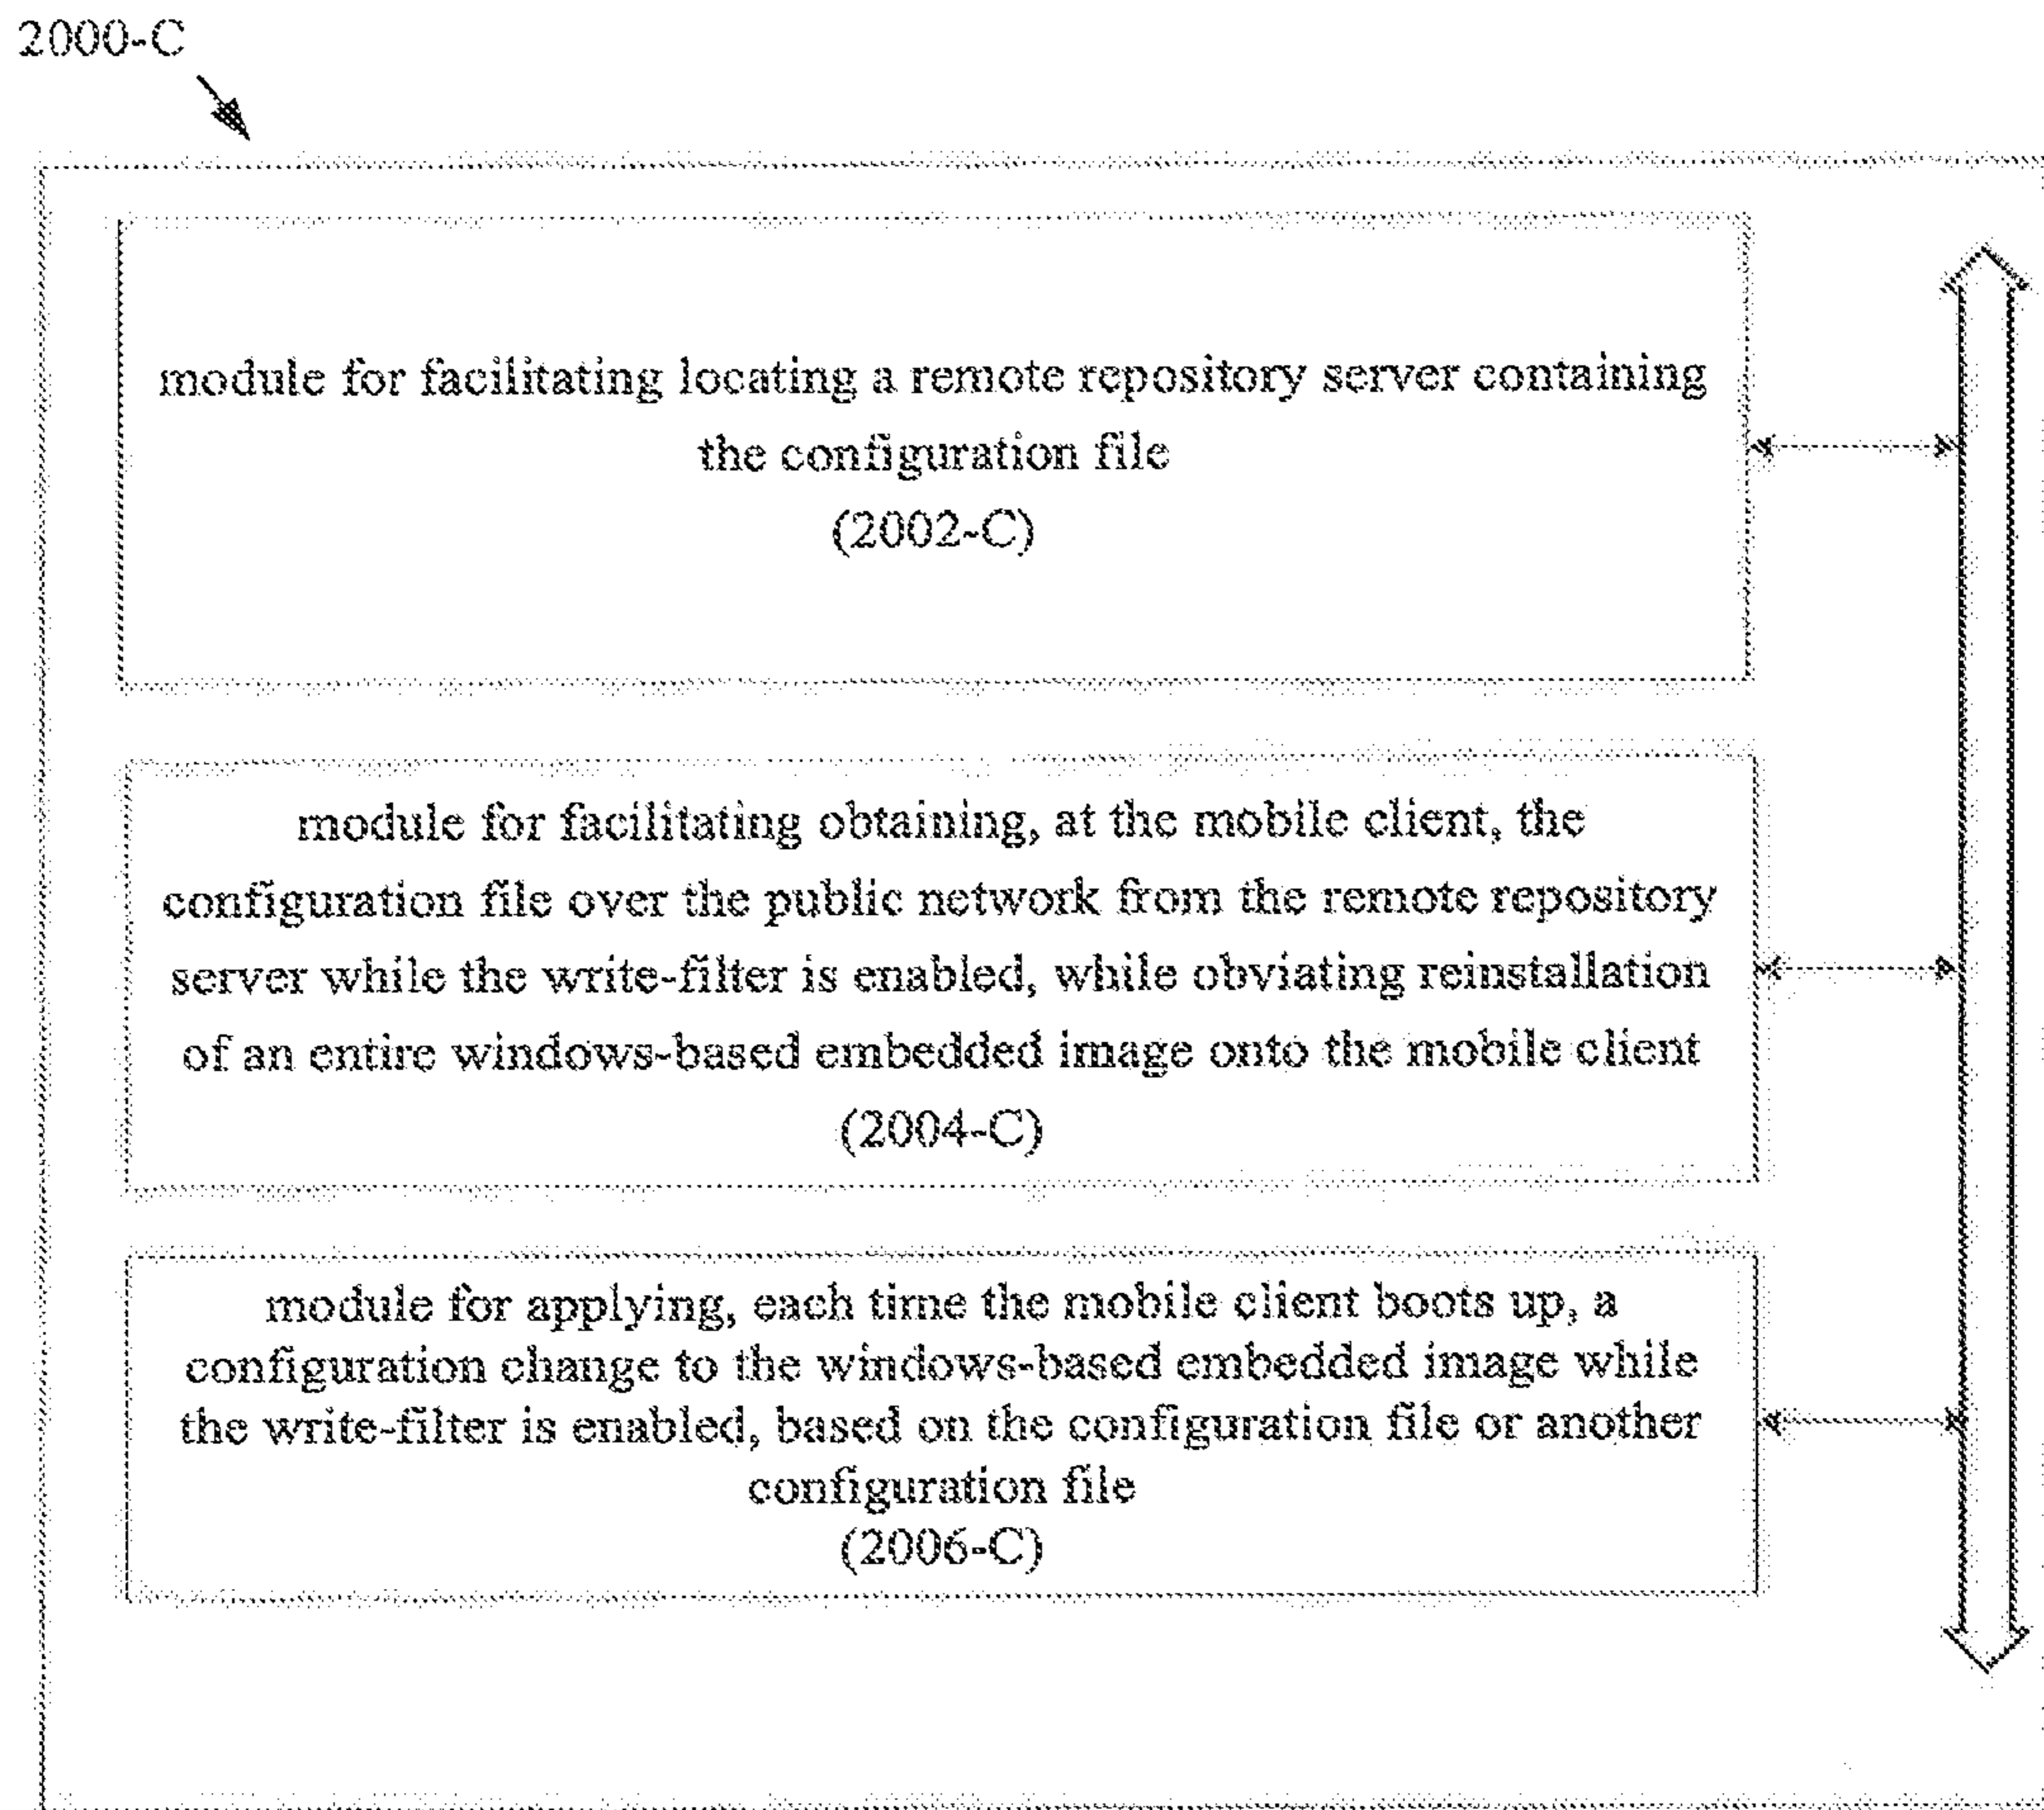 2000-C
module for facilitating locating a remote repository server containing
the configuration file
(2002-C)
module for facilitating obtaining, at the mobile client, the
configuration file over the public network from the remote repository
server while the write-filter is enabled, while obviating reinstallation
of an entire windows-based embedded image onto the mobile client
(2004-C)
module for applying, each time the mobile client boots up, a
configuration change to the windows-based embedded image while
the write-filter is enabled, based on the configuration file or another
configuration file
(2006-C)